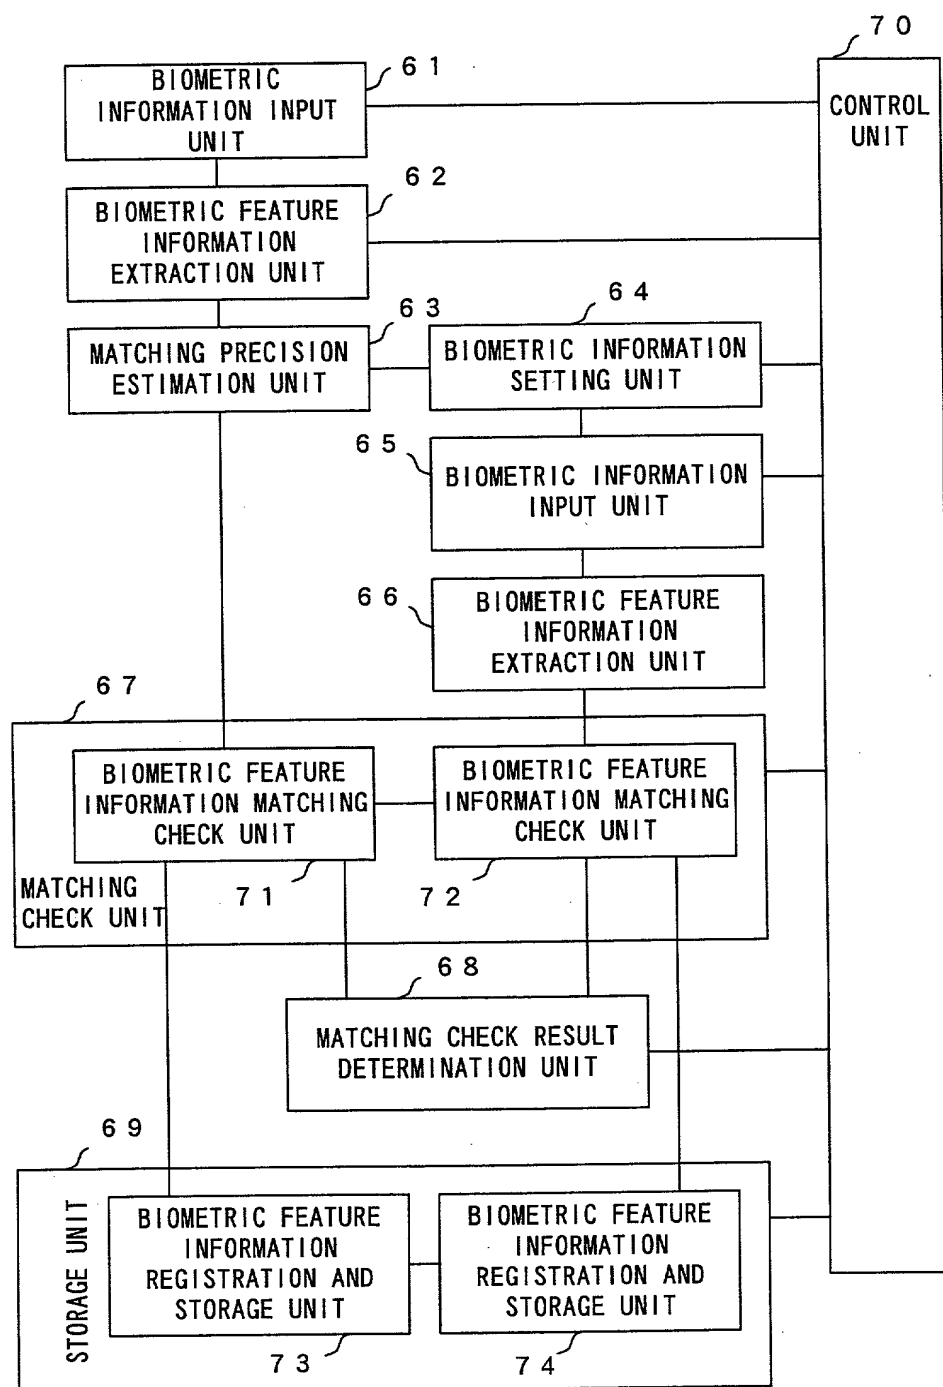 70
61
BIOMETRIC
INFORMATION INPUT
UNIT
CONTROL
UNIT
62
BIOMETRIC FEATURE
INFORMATION
EXTRACTION UNIT
63
64
MATCHING PRECISION
ESTIMATION UNIT
BIOMETRIC INFORMATION
SETTING UNIT
65
BIOMETRIC INFORMATION
INPUT UNIT
66
BIOMETRIC FEATURE
INFORMATION
EXTRACTION UNIT
67
BIOMETRIC FEATURE
INFORMATION MATCHING
CHECK UNIT
BIOMETRIC FEATURE
INFORMATION MATCHING
CHECK UNIT
71
72
MATCHING
CHECK UNIT
68
MATCHING CHECK RESULT
DETERMINATION UNIT
69
STORAGE UNIT
BIOMETRIC FEATURE
INFORMATION
REGISTRATION AND
STORAGE UNIT
BIOMETRIC FEATURE
INFORMATION
REGISTRATION AND
STORAGE UNIT
73
74